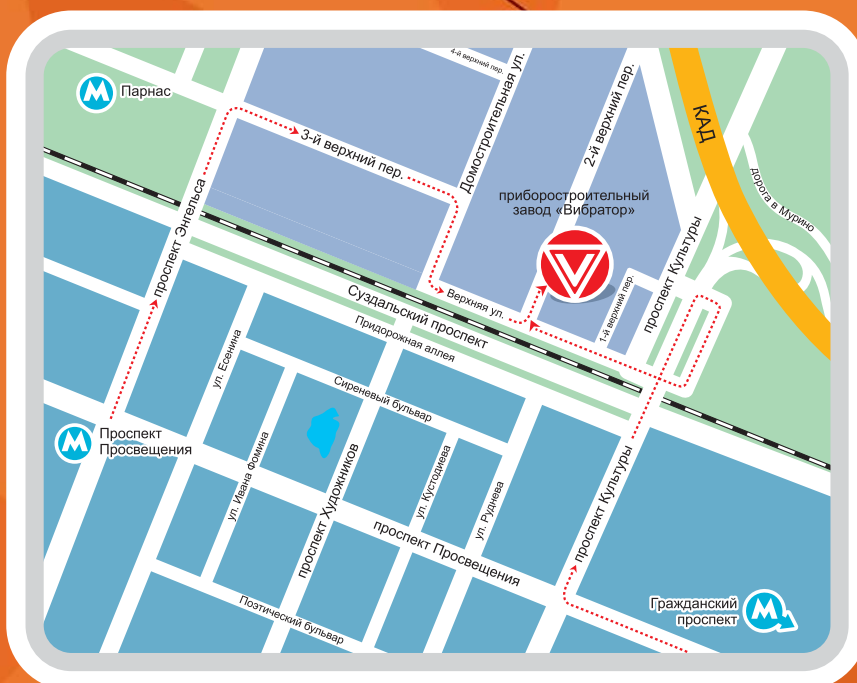 4-й верхний пер.
Парнас
Домостроительная ул.
2-й верхний пер.
КАД
3-й верхний пер.
дорога в Мурино
проспект Энгельса
приборостроительный
завод «Вибратор»
проспект Культуры
Верхняя ул.
1-й верхний пер.
Суздальский проспект
Придорожная аллея
ул. Есенина
Сиреневый бульвар
Проспект
Просвещения
ул. Ивана Фомина
проспект Художников
ул. Кустодиева
ул. Руднева
проспект Культуры
проспект Просвещения
Поэтический бульвар
Гражданский
проспект